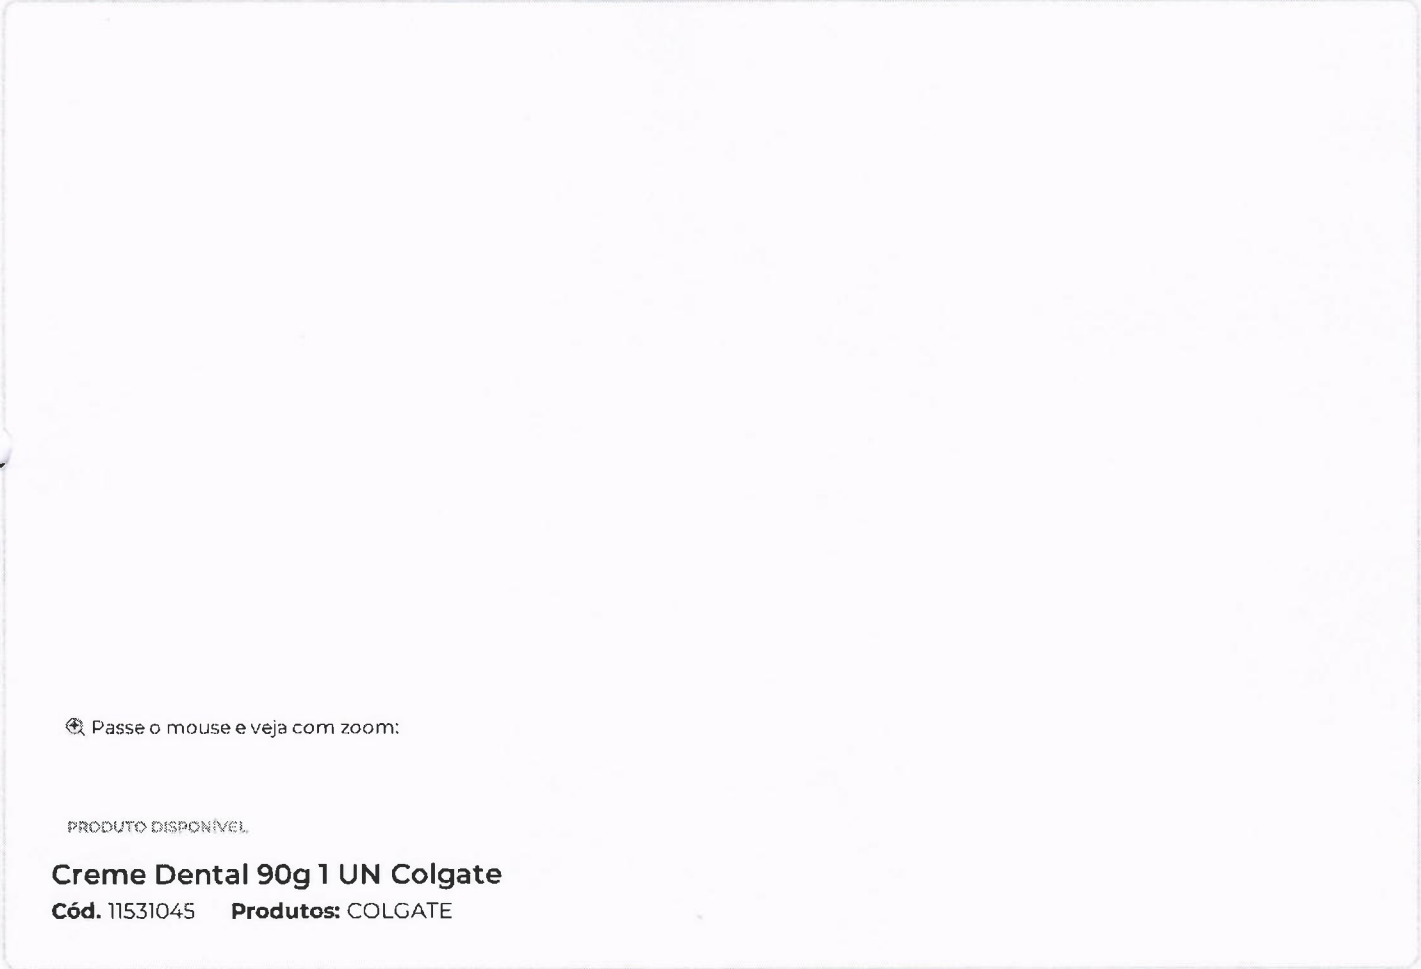 Passe o mouse e veja com zoom:
PRODUTO DISPONÍVEL
Creme Dental 90g 1 UN Colgate
Cód. 11531045 Produtos: COLGATE